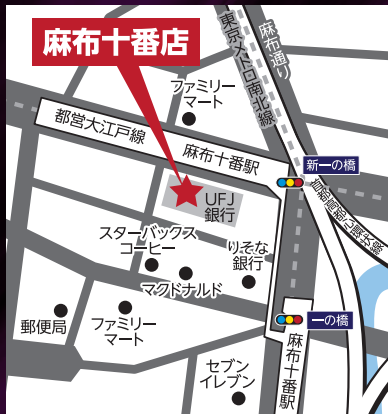 麻布十番店
麻布通り
東京メトロ南北線
ファミリー
マート
都営大江戸線
麻布十番駅
新一の橋
首都高都心環状線
UFJ
銀行
スターバックス
コーヒー
りそな
銀行
マクドナルド
郵便局
ファミリー
マート
一の橋
麻布十番駅
セブン
イレブン